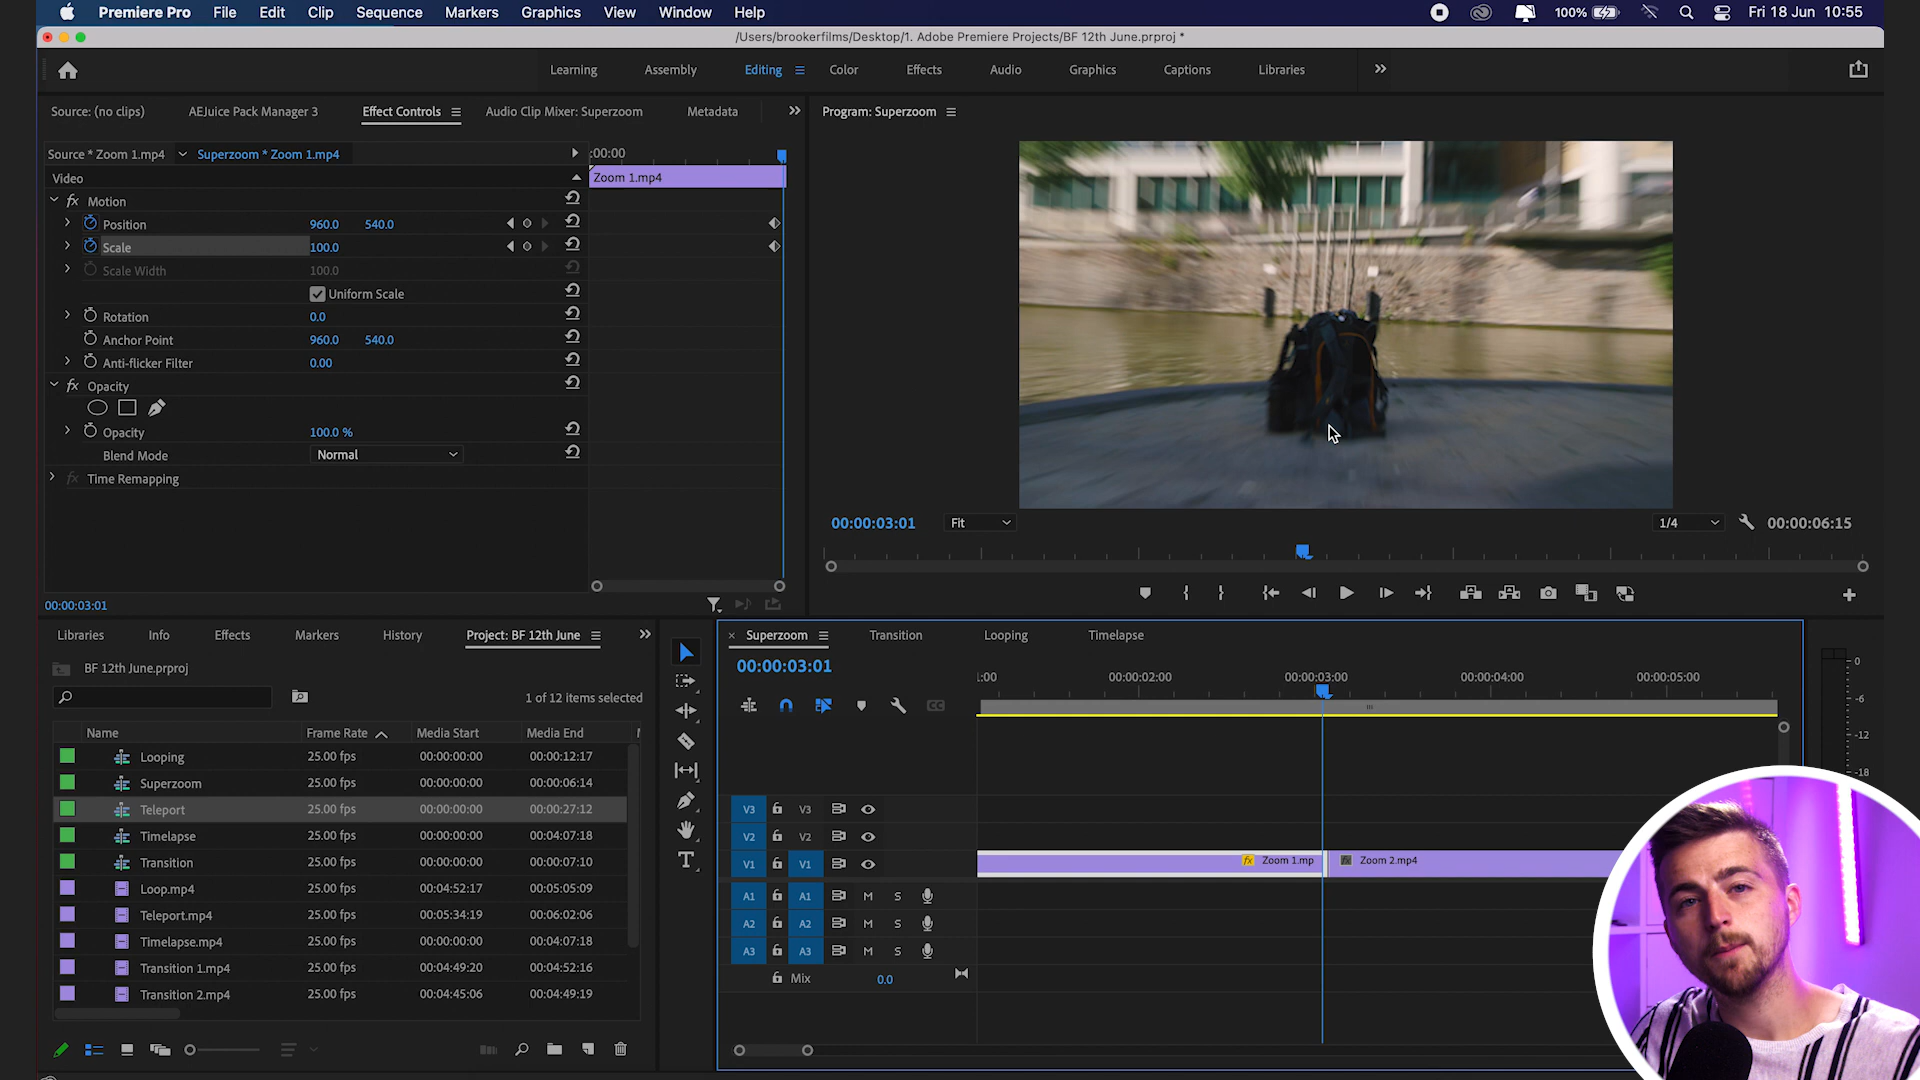 Premiere Pro File Edit Clip Sequence Markers Graphics View Window Help 100% Fri 18 Jun 10:55
/Users/brookerfilms/Desktop/1. Adobe Premiere Projects/BF 12th June.prproj *
Learning Assembly Editing Color Effects Audio Graphics Captions Libraries
Source: (no clips) AEJuice Pack Manager 3 Effect Controls Audio Clip Mixer: Superzoom Metadata
Program: Superzoom
Source * Zoom 1.mp4 Superzoom * Zoom 1.mp4 :00:00
Video Zoom 1.mp4
fx Motion
Position 960.0 540.0
Scale 100.0
Scale Width 100.0
Uniform Scale
Rotation 0.0
Anchor Point 960.0 540.0
Anti-flicker Filter 0.00
fx Opacity
Opacity 100.0 %
Blend Mode Normal
fx Time Remapping
00:00:03:01
00:00:03:01 Fit 1/4 00:00:06:15
Libraries Info Effects Markers History Project: BF 12th June
BF 12th June.prproj
1 of 12 items selected
Name Frame Rate Media Start Media End
Looping 25.00 fps 00:00:00:00 00:00:12:17
Superzoom 25.00 fps 00:00:00:00 00:00:06:14
Teleport 25.00 fps 00:00:00:00 00:00:27:12
Timelapse 25.00 fps 00:00:00:00 00:04:07:18
Transition 25.00 fps 00:00:00:00 00:00:07:10
Loop.mp4 25.00 fps 00:04:52:17 00:05:05:09
Teleport.mp4 25.00 fps 00:05:34:19 00:06:02:06
Timelapse.mp4 25.00 fps 00:00:00:00 00:04:07:18
Transition 1.mp4 25.00 fps 00:04:49:20 00:04:52:16
Transition 2.mp4 25.00 fps 00:04:45:06 00:04:49:19
Superzoom Transition Looping Timelapse
00:00:03:01
:00 00:00:02:00 00:00:03:00 00:00:04:00 00:00:05:00
CC
V3 V3
V2 V2
V1 V1 fx Zoom 1.mp fx Zoom 2.mp4
A1 A1 M S
A2 A2 M S
A3 A3 M S
Mix 0.0
0
-6
-12
-18